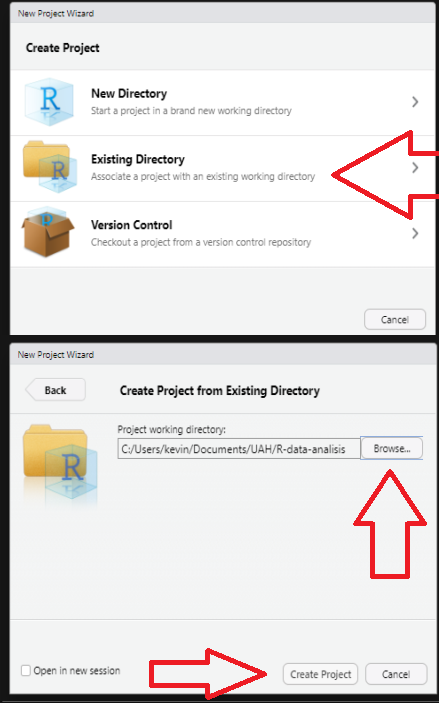 New Project Wizard
Create Project
New Directory
Start a project in a brand new working directory
Existing Directory
Associate a project with an existing working directory
Version Control
Checkout a project from a version control repository
Cancel
New Project Wizard
Back
Create Project from Existing Directory
Project working directory:
C:/Users/kevin/Documents/UAH/R-data-analisis
Browse...
Open in new session
Create Project
Cancel